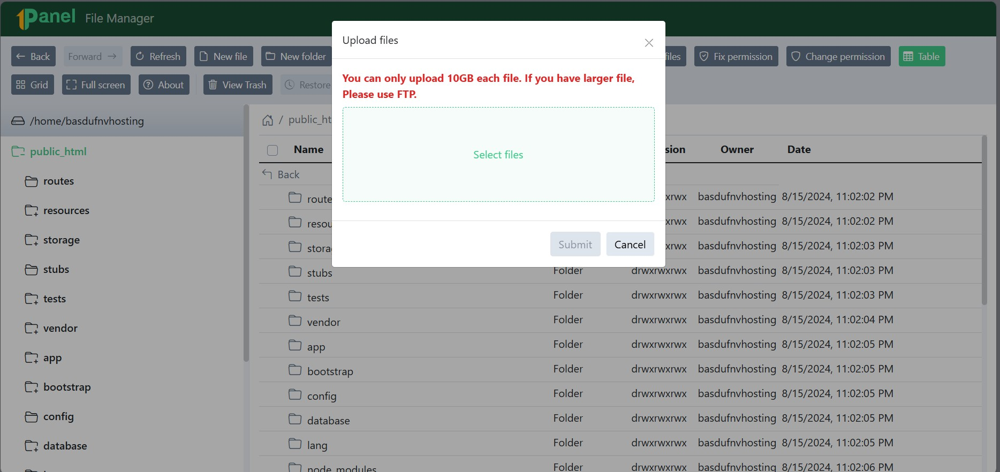 1Panel File Manager
Upload files
Back Forward Refresh New file New folder files Fix permission Change permission Table
You can only upload 10GB each file. If you have larger file,
Please use FTP.
Grid Full screen About View Trash Restore
/home/basdufnvhosting
/ public_ht
public_html
Select files
Name sion Owner Date
Back
routes
route xrwx basdufnvhosting 8/15/2024, 11:02:02 PM
resources
resou xrwx basdufnvhosting 8/15/2024, 11:02:02 PM
storage
Submit Cancel
stora xrwx basdufnvhosting 8/15/2024, 11:02:03 PM
stubs
stubs Folder drwxrwxrwx basdufnvhosting 8/15/2024, 11:02:03 PM
tests
tests Folder drwxrwxrwx basdufnvhosting 8/15/2024, 11:02:03 PM
vendor
vendor Folder drwxrwxrwx basdufnvhosting 8/15/2024, 11:02:04 PM
app
app Folder drwxrwxrwx basdufnvhosting 8/15/2024, 11:02:05 PM
bootstrap
bootstrap Folder drwxrwxrwx basdufnvhosting 8/15/2024, 11:02:05 PM
config
config Folder drwxrwxrwx basdufnvhosting 8/15/2024, 11:02:05 PM
database
database Folder drwxrwxrwx basdufnvhosting 8/15/2024, 11:02:05 PM
lang Folder drwxrwxrwx basdufnvhosting 8/15/2024, 11:02:05 PM
node_modules Folder drwxrwxrwx basdufnvhosting 8/15/2024, 11:02:06 PM